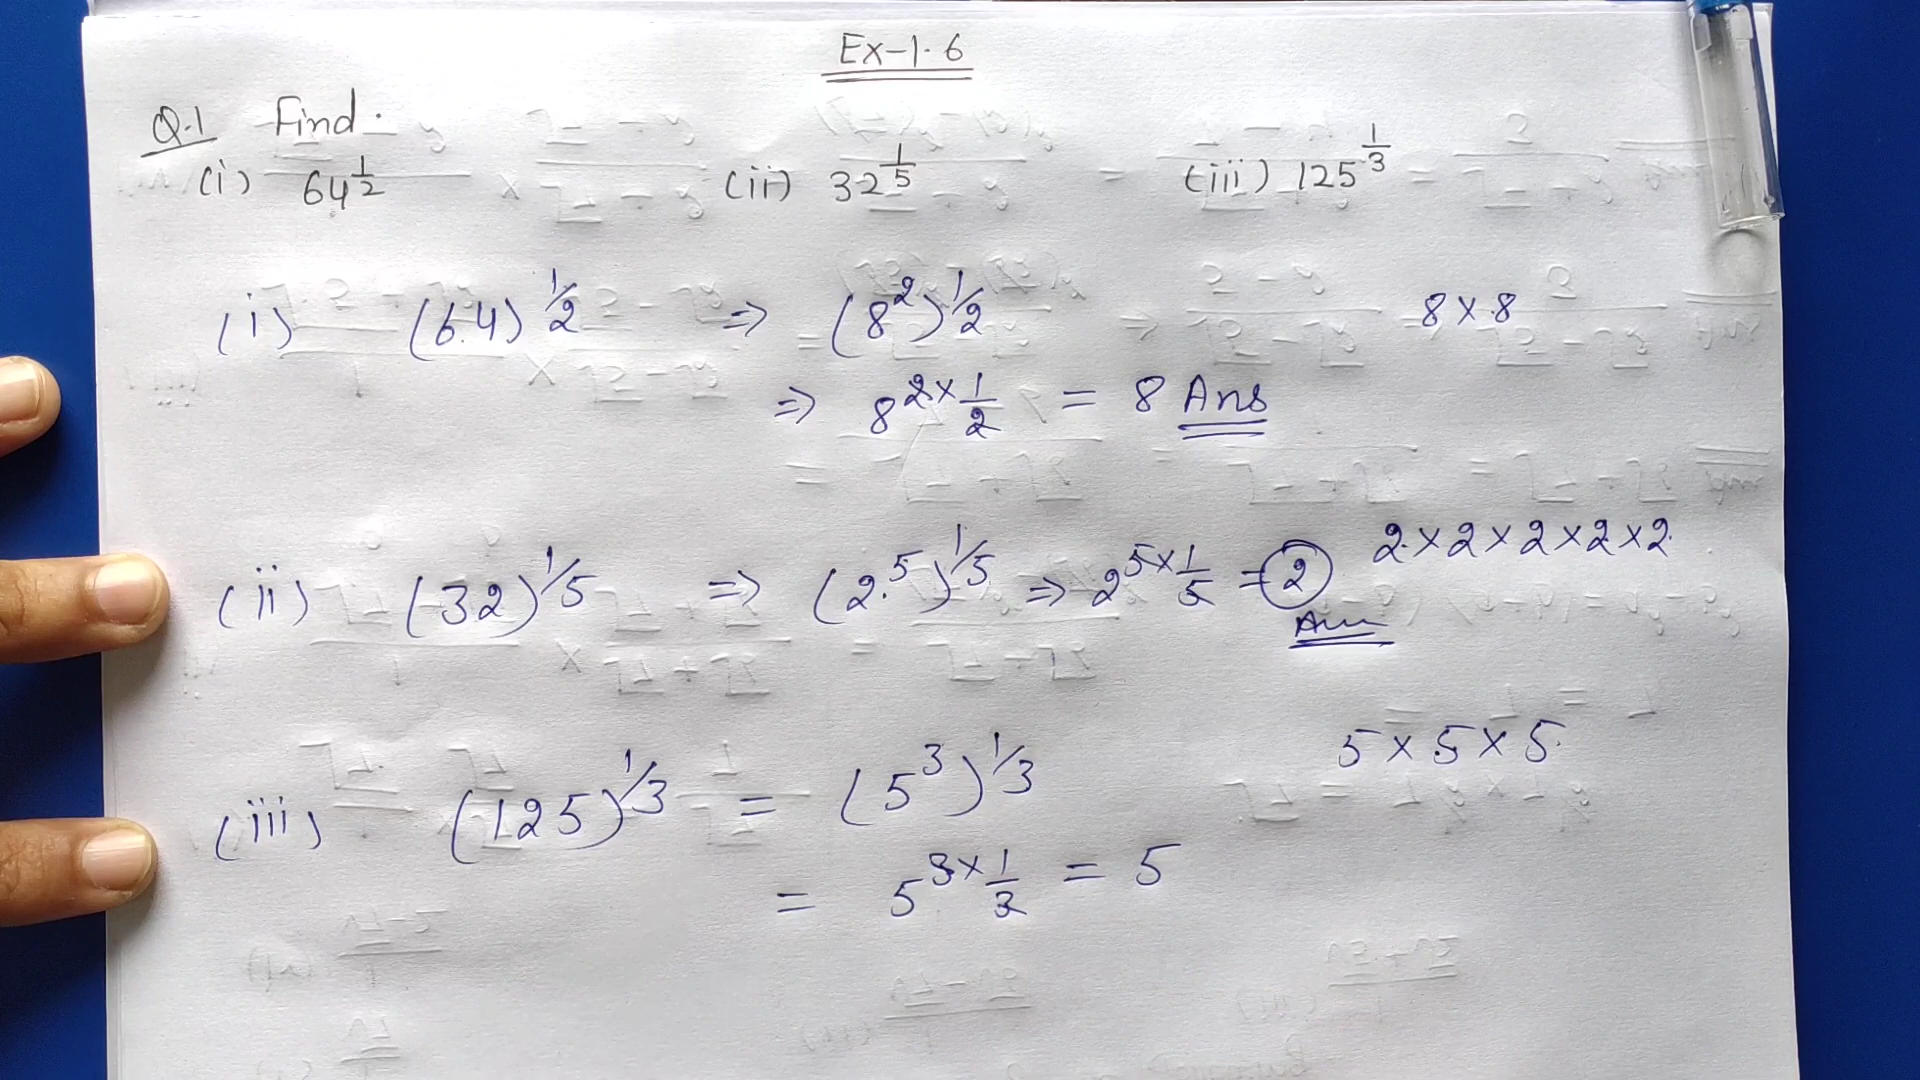 Ex-1.6
Q.1 Find.
(i) 64^1/2 (ii) 32^1/5 (iii) 125^1/3
(i) (64)^1/2 ⇒ (8^2)^1/2 8×8
⇒ 8^2×1/2 = 8 Ans
2×2×2×2×2
(ii) (32)^1/5 ⇒ (2^5)^1/5 ⇒ 2^5×1/5 = 2
Ans
5×5×5
(iii) (125)^1/3 = (5^3)^1/3
= 5^3×1/3 = 5